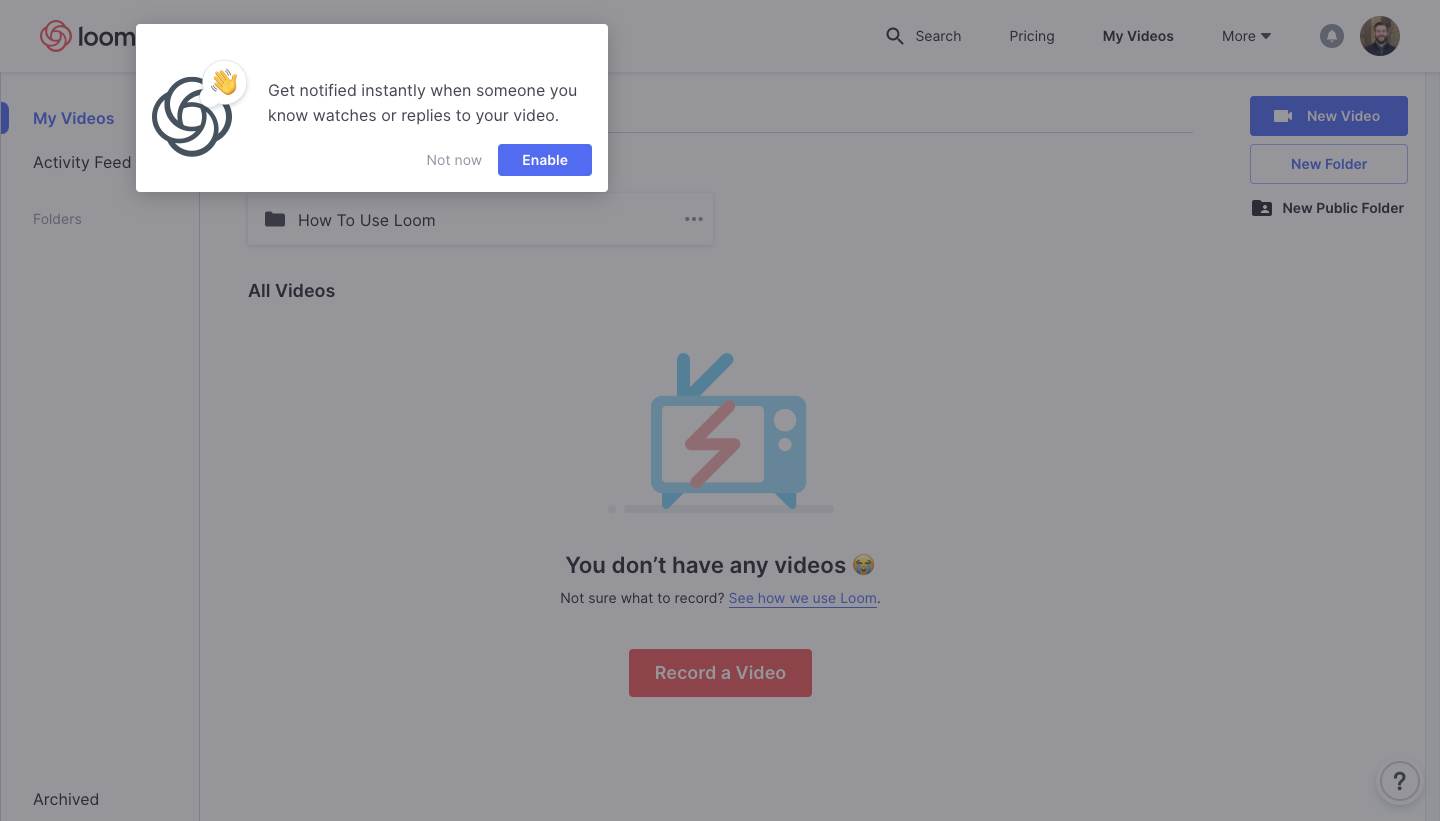 loom
Search
Pricing
My Videos
More
Get notified instantly when someone you
know watches or replies to your video.
Not now
Enable
My Videos
Activity Feed
Folders
Archived
New Video
New Folder
New Public Folder
How To Use Loom
All Videos
You don’t have any videos 😭
Not sure what to record? See how we use Loom.
Record a Video
?